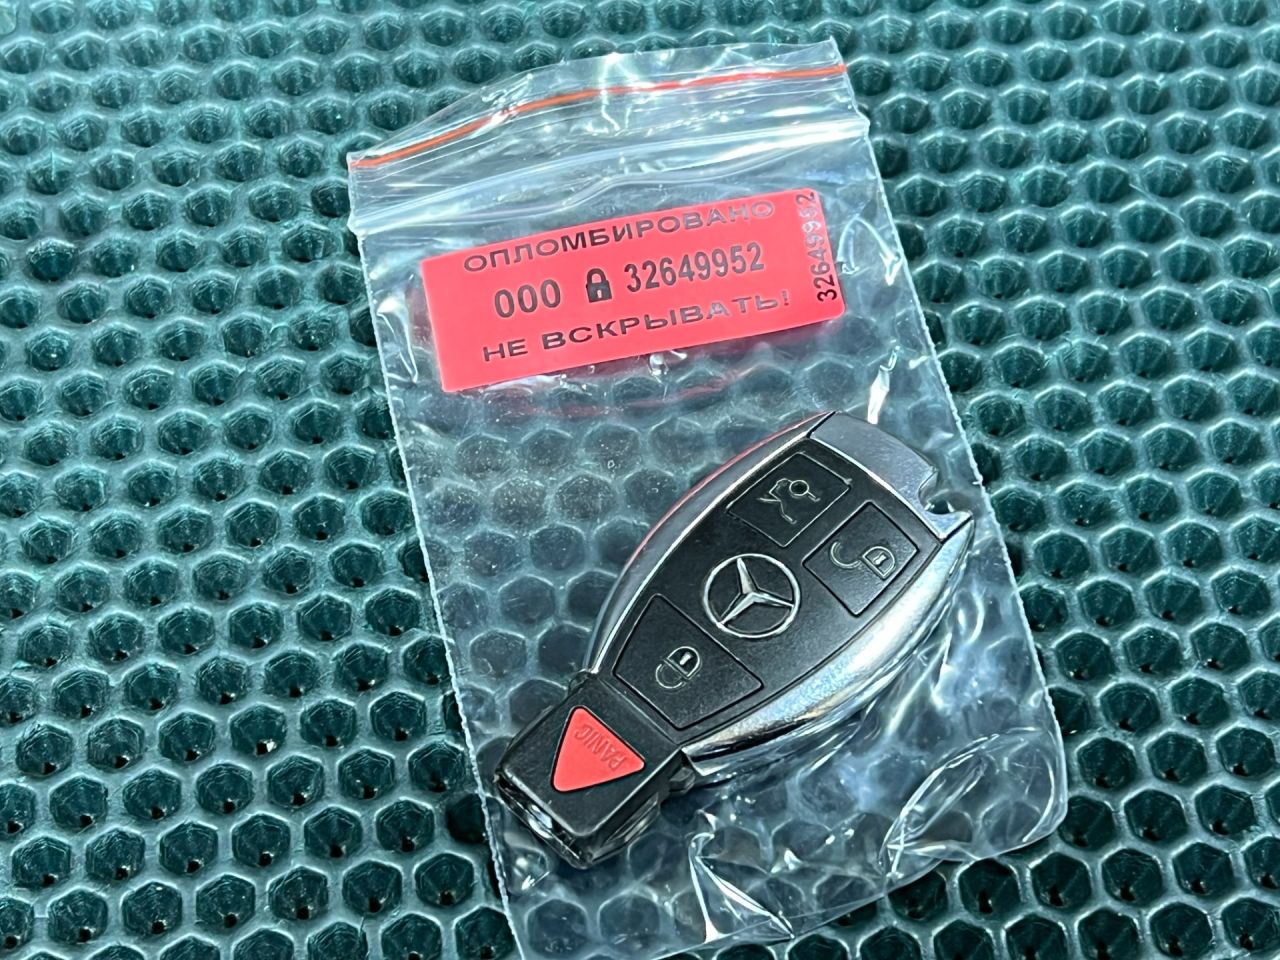 ОПЛОМБИРОВАНО
000 32649952
НЕ ВСКРЫВАТЬ!
32649952
PANIC